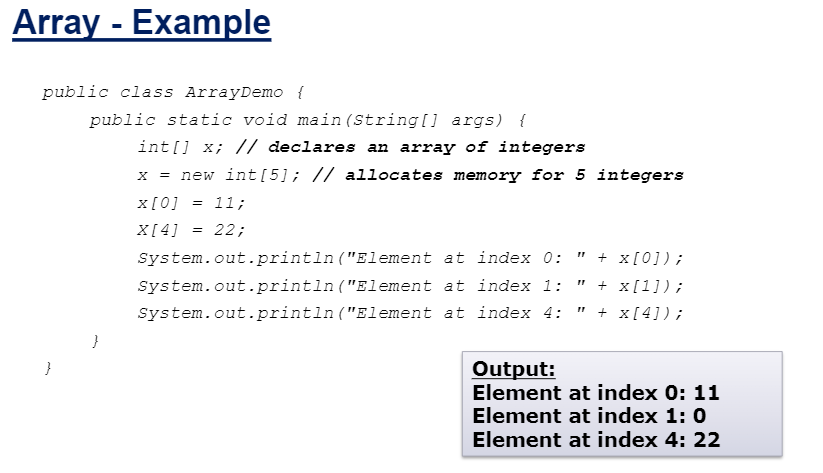 Array - Example
public class ArrayDemo {
public static void main(String[] args) {
int[] x; // declares an array of integers
x = new int[5]; // allocates memory for 5 integers
x[0] = 11;
X[4] = 22;
System.out.println("Element at index 0: " + x[0]);
System.out.println("Element at index 1: " + x[1]);
System.out.println("Element at index 4: " + x[4]);
}
}
Output:
Element at index 0: 11
Element at index 1: 0
Element at index 4: 22